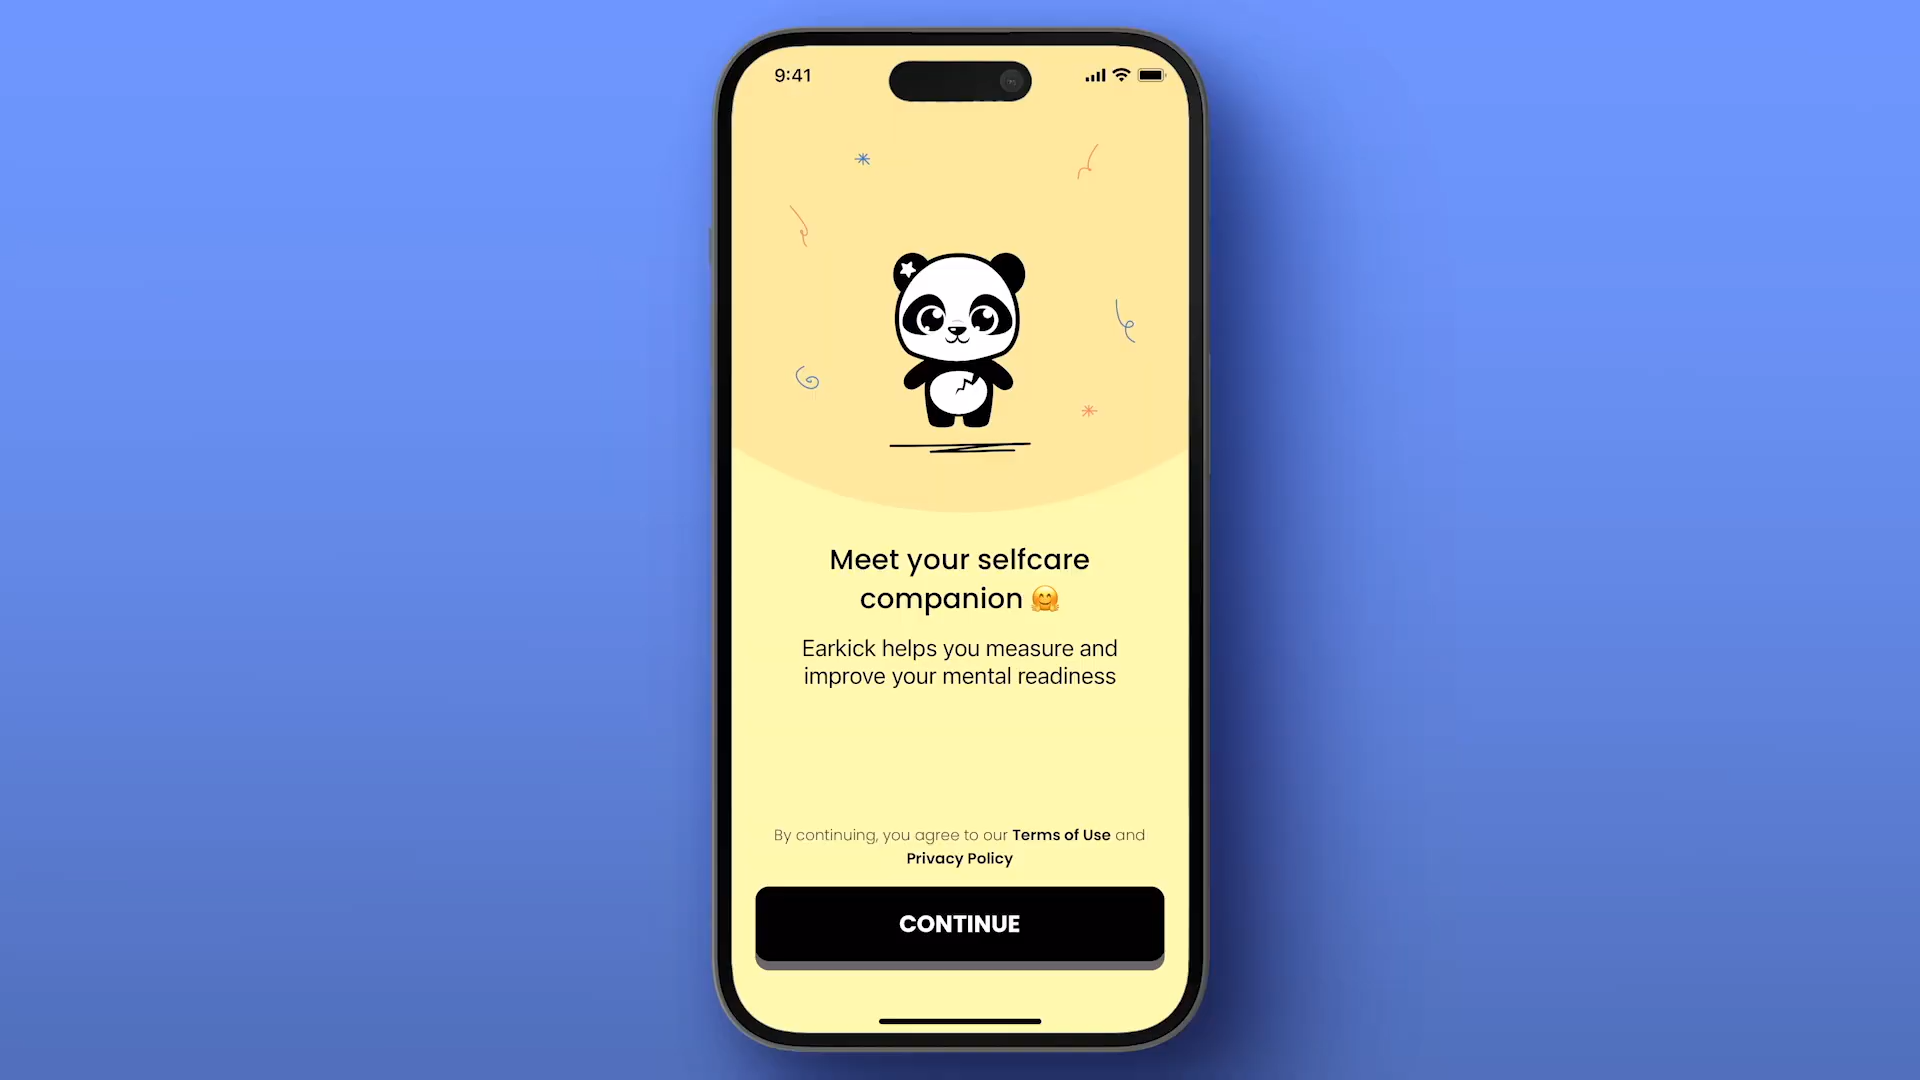 9:41
Meet your selfcare
companion 🤗
Earkick helps you measure and
improve your mental readiness
By continuing, you agree to our Terms of Use and
Privacy Policy
CONTINUE